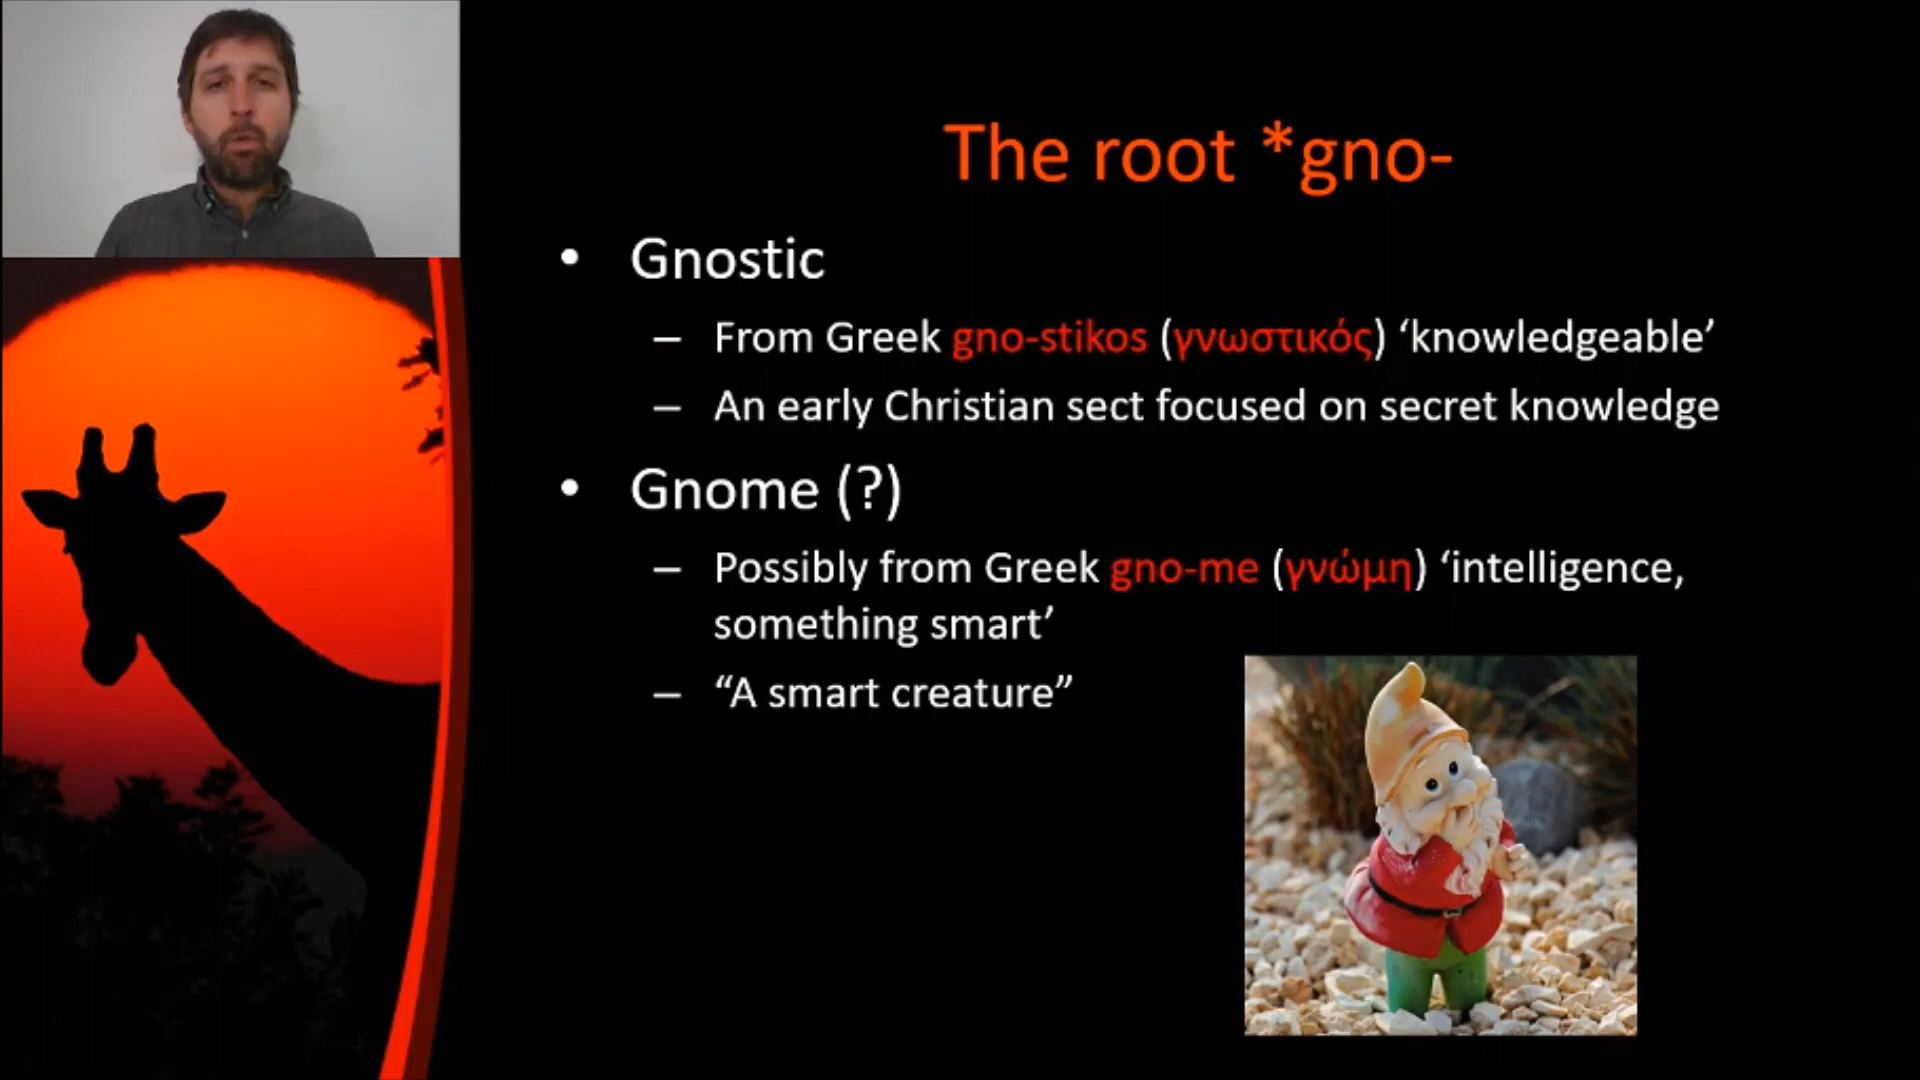 The root *gno-
• Gnostic
– From Greek gno-stikos (γνωστικός) ‘knowledgeable’
– An early Christian sect focused on secret knowledge
• Gnome (?)
– Possibly from Greek gno-me (γνώμη) ‘intelligence,
something smart’
– “A smart creature”